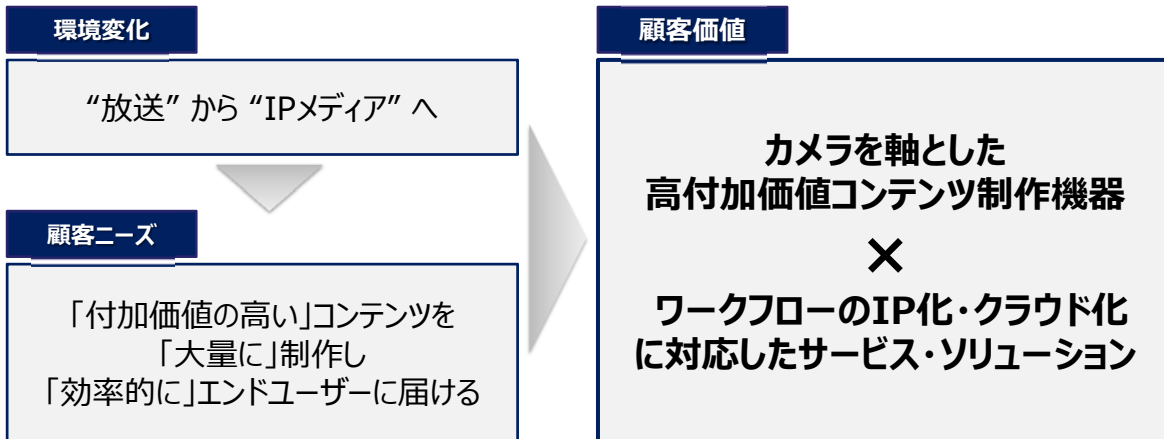 環境変化
“放送” から “IPメディア” へ
顧客ニーズ
「付加価値の高い」コンテンツを
「大量に」制作し
「効率的に」エンドユーザーに届ける
顧客価値
カメラを軸とした
高付加価値コンテンツ制作機器
×
ワークフローのIP化・クラウド化
に対応したサービス・ソリューション